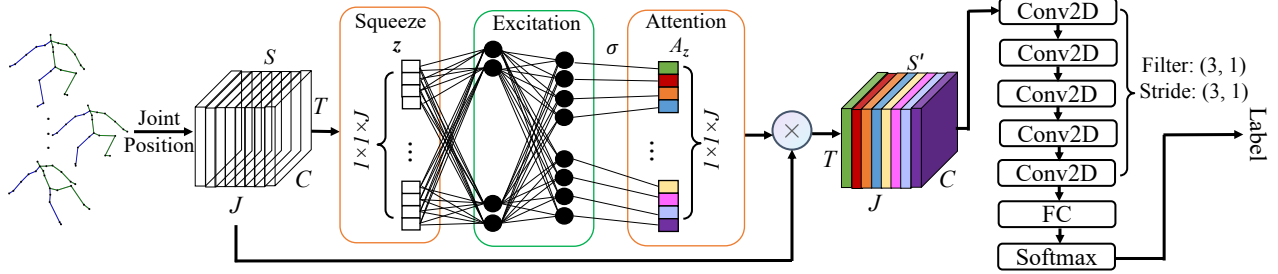 Joint
Position
S
T
C
J
Squeeze
z
1×1×J
...
Excitation
σ
Attention
A_z
1×1×J
...
×
S'
T
C
J
Conv2D
Conv2D
Conv2D
Conv2D
Conv2D
FC
Softmax
Filter: (3, 1)
Stride: (3, 1)
Label